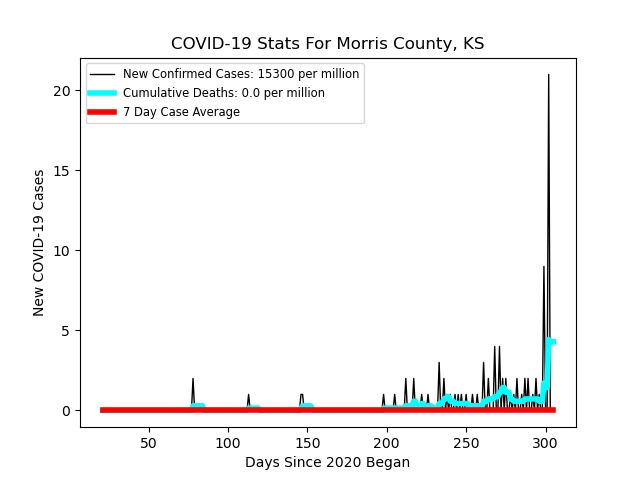 COVID-19 Stats For Morris County, KS
New Confirmed Cases: 15300 per million
Cumulative Deaths: 0.0 per million
7 Day Case Average
20
15
10
5
0
New COVID-19 Cases
50 100 150 200 250 300
Days Since 2020 Began